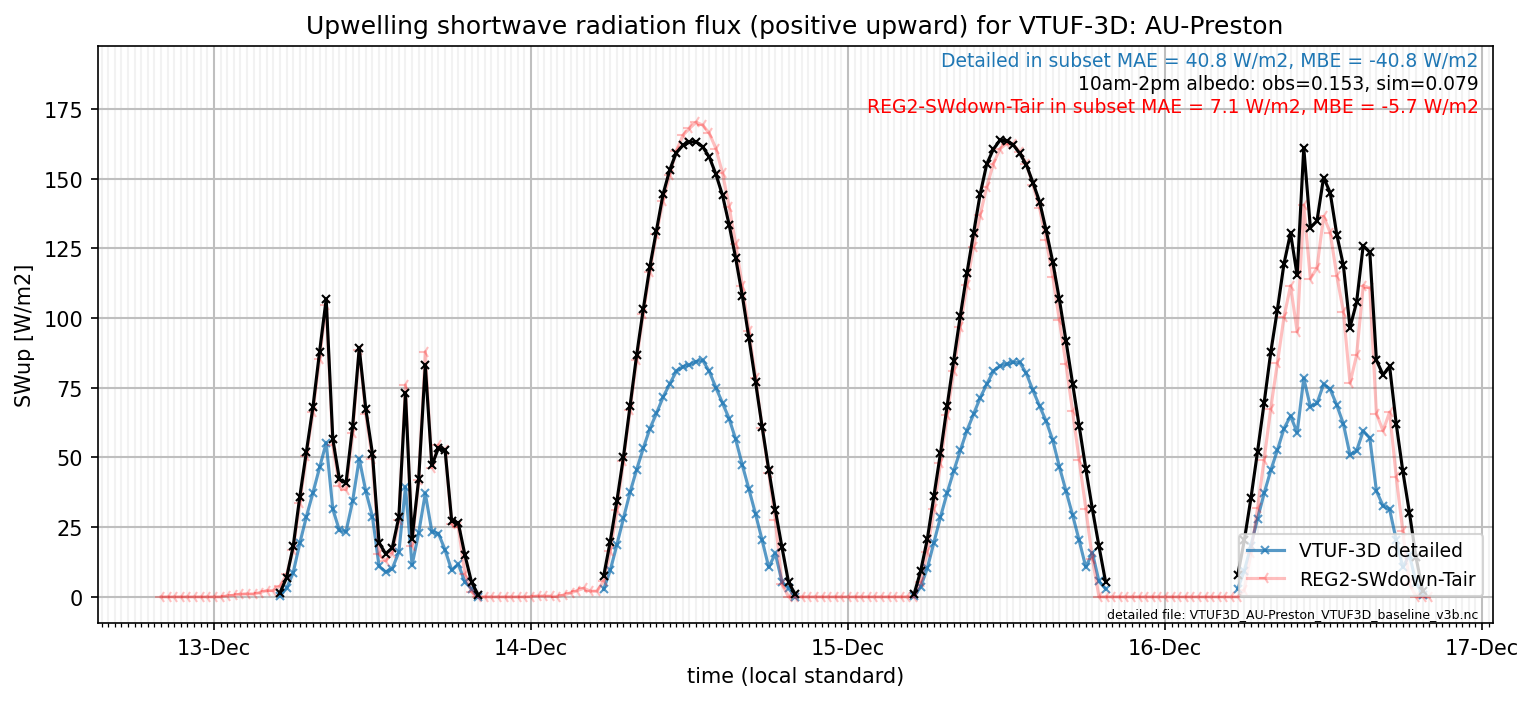 Upwelling shortwave radiation flux (positive upward) for VTUF-3D: AU-Preston
Detailed in subset MAE = 40.8 W/m2, MBE = -40.8 W/m2
10am-2pm albedo: obs=0.153, sim=0.079
REG2-SWdown-Tair in subset MAE = 7.1 W/m2, MBE = -5.7 W/m2
SWup [W/m2]
175
150
125
100
75
50
25
0
VTUF-3D detailed
REG2-SWdown-Tair
detailed file: VTUF3D_AU-Preston_VTUF3D_baseline_v3b.nc
13-Dec 14-Dec 15-Dec 16-Dec 17-Dec
time (local standard)